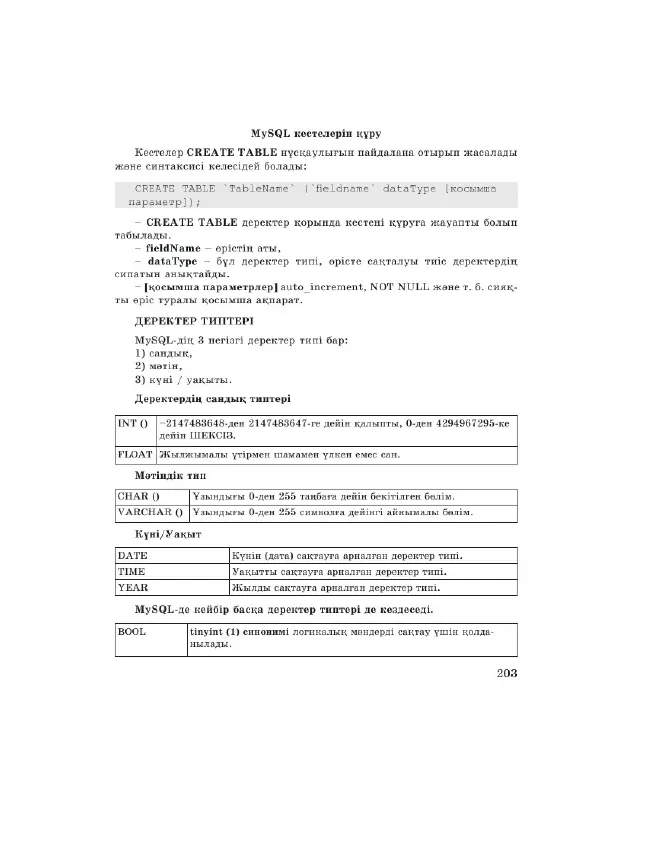 MySQL кестелерін құру
Кестелер CREATE TABLE нұсқаулығын пайдалана отырып жасалады
және синтаксисі келесідей болады:
CREATE TABLE `TableName` (`fieldname` dataType [қосымша
параметр]);
– CREATE TABLE деректер қорында кестені құруға жауапты болып
табылады.
– fieldName – өрістің аты,
– dataType – бұл деректер типі, өрісте сақталуы тиіс деректердің
сипатын анықтайды.
– [қосымша параметрлер] auto_increment, NOT NULL және т. б. сияқ-
ты өріс туралы қосымша ақпарат.
ДЕРЕКТЕР ТИПТЕРІ
MySQL-дің 3 негізгі деректер типі бар:
1) сандық,
2) мәтін,
3) күні / уақыты.
Деректердің сандық типтері
INT () –2147483648-ден 2147483647-ге дейін қалыпты, 0-ден 4294967295-ке
дейін ШЕКСІЗ.
FLOAT Жылжымалы үтірмен шамамен үлкен емес сан.
Мәтіндік тип
CHAR () Ұзындығы 0-ден 255 таңбаға дейін бекітілген бөлім.
VARCHAR () Ұзындығы 0-ден 255 символға дейінгі айнымалы бөлім.
Күні/Уақыт
DATE Күнін (дата) сақтауға арналған деректер типі.
TIME Уақытты сақтауға арналған деректер типі.
YEAR Жылды сақтауға арналған деректер типі.
MySQL-де кейбір басқа деректер типтері де кездеседі.
BOOL tinyint (1) синонимі логикалық мәндерді сақтау үшін қолда-
нылады.
203